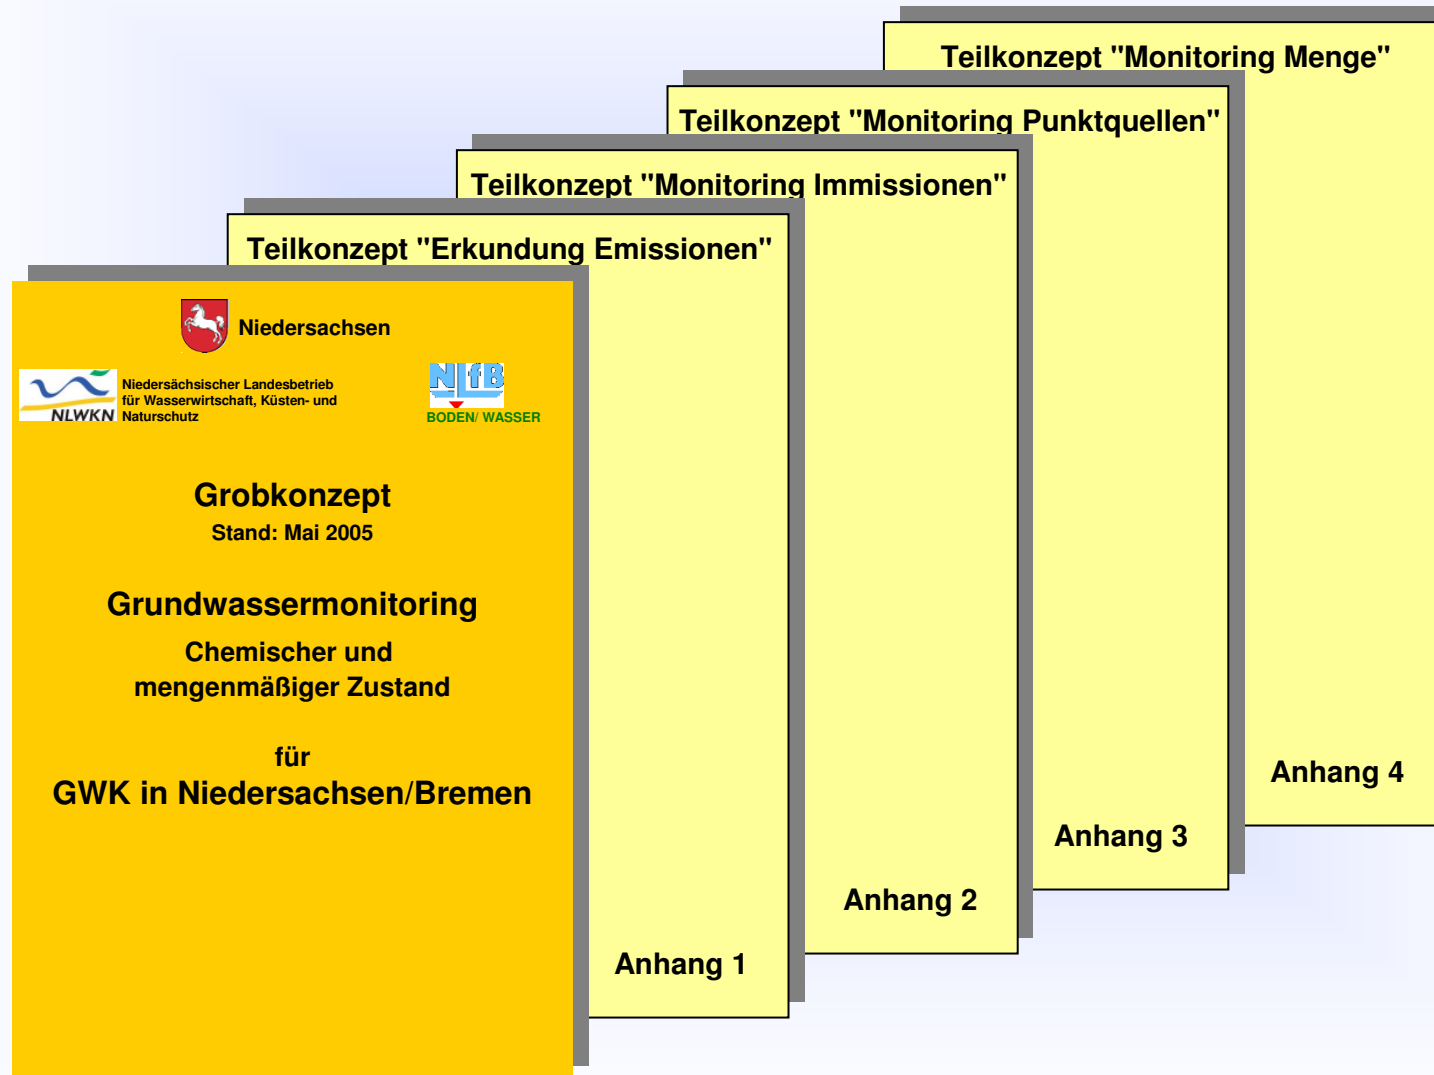 Teilkonzept "Monitoring Menge"
Teilkonzept "Monitoring Punktquellen"
Teilkonzept "Monitoring Immissionen"
Teilkonzept "Erkundung Emissionen"
Niedersachsen
NLWKN
Niedersächsischer Landesbetrieb
für Wasserwirtschaft, Küsten- und
Naturschutz
NLfB
BODEN/ WASSER
Grobkonzept
Stand: Mai 2005
Grundwassermonitoring
Chemischer und
mengenmäßiger Zustand
für
GWK in Niedersachsen/Bremen
Anhang 1
Anhang 2
Anhang 3
Anhang 4